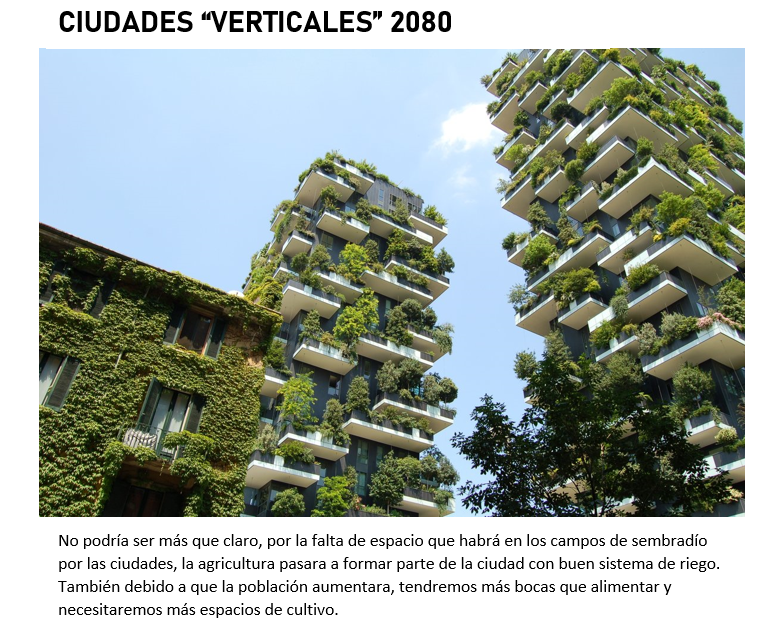 CIUDADES “VERTICALES” 2080
No podría ser más que claro, por la falta de espacio que habrá en los campos de sembradío
por las ciudades, la agricultura pasara a formar parte de la ciudad con buen sistema de riego.
También debido a que la población aumentara, tendremos más bocas que alimentar y
necesitaremos más espacios de cultivo.